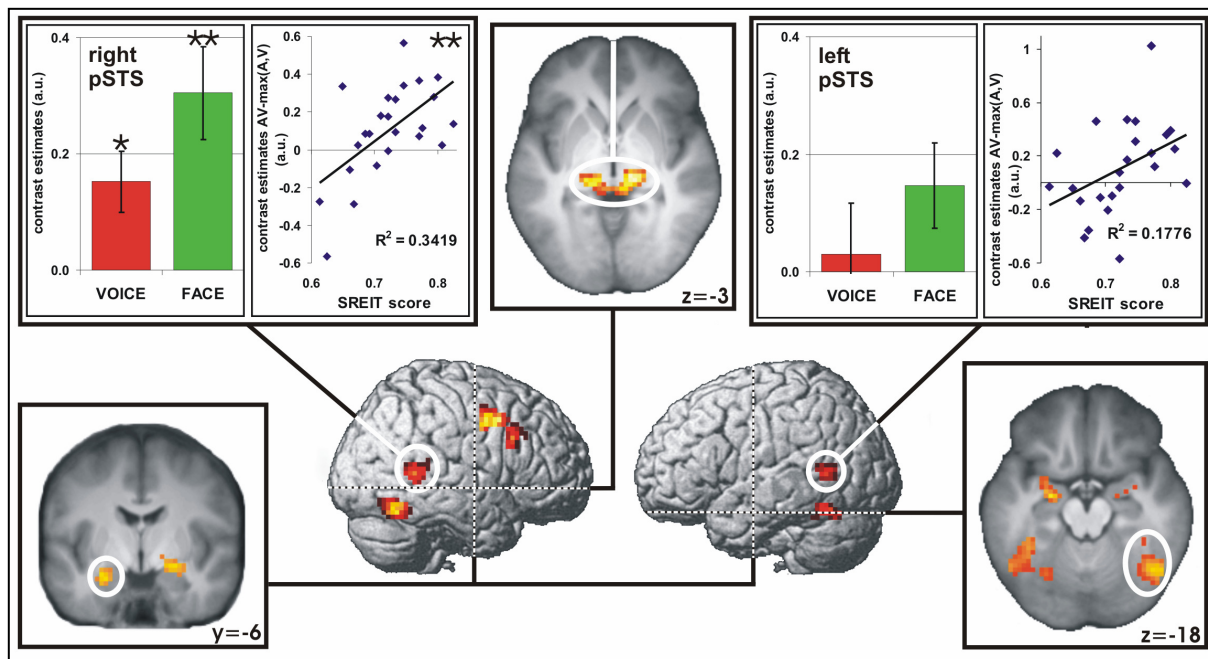 right
pSTS
*
**
contrast estimates (a.u.)
0.4
0.2
0.0
VOICE
FACE
**
contrast estimates AV-max(A,V)
(a.u.)
0.6
0.4
0.2
0
-0.2
-0.4
-0.6
R² = 0.3419
0.6
0.7
0.8
SREIT score
z=-3
left
pSTS
contrast estimates (a.u.)
0.4
0.2
0.0
VOICE
FACE
contrast estimates AV-max(A,V)
(a.u.)
1
0.6
0.2
-0.2
-0.6
R² = 0.1776
0.6
0.7
0.8
SREIT score
y=-6
z=-18